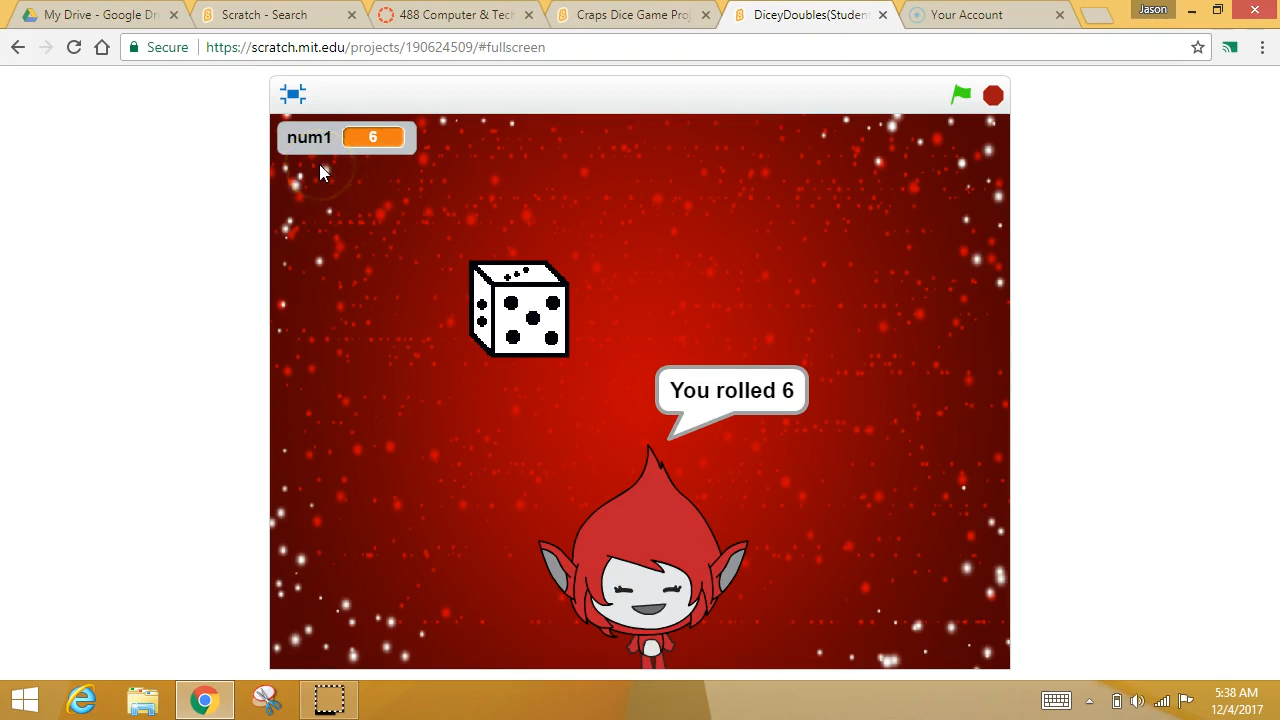 My Drive - Google Dr
Scratch - Search
488 Computer & Tech
Craps Dice Game Proj
DiceyDoubles(Student
Your Account
Jason
Secure
https://scratch.mit.edu/projects/190624509/#fullscreen
num1 6
You rolled 6
5:38 AM
12/4/2017